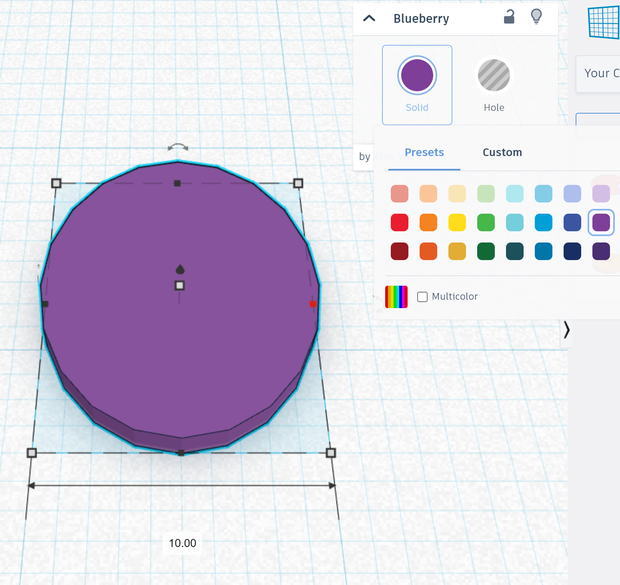 Blueberry
Solid
Hole
Your C
by
Presets
Custom
Multicolor
10.00